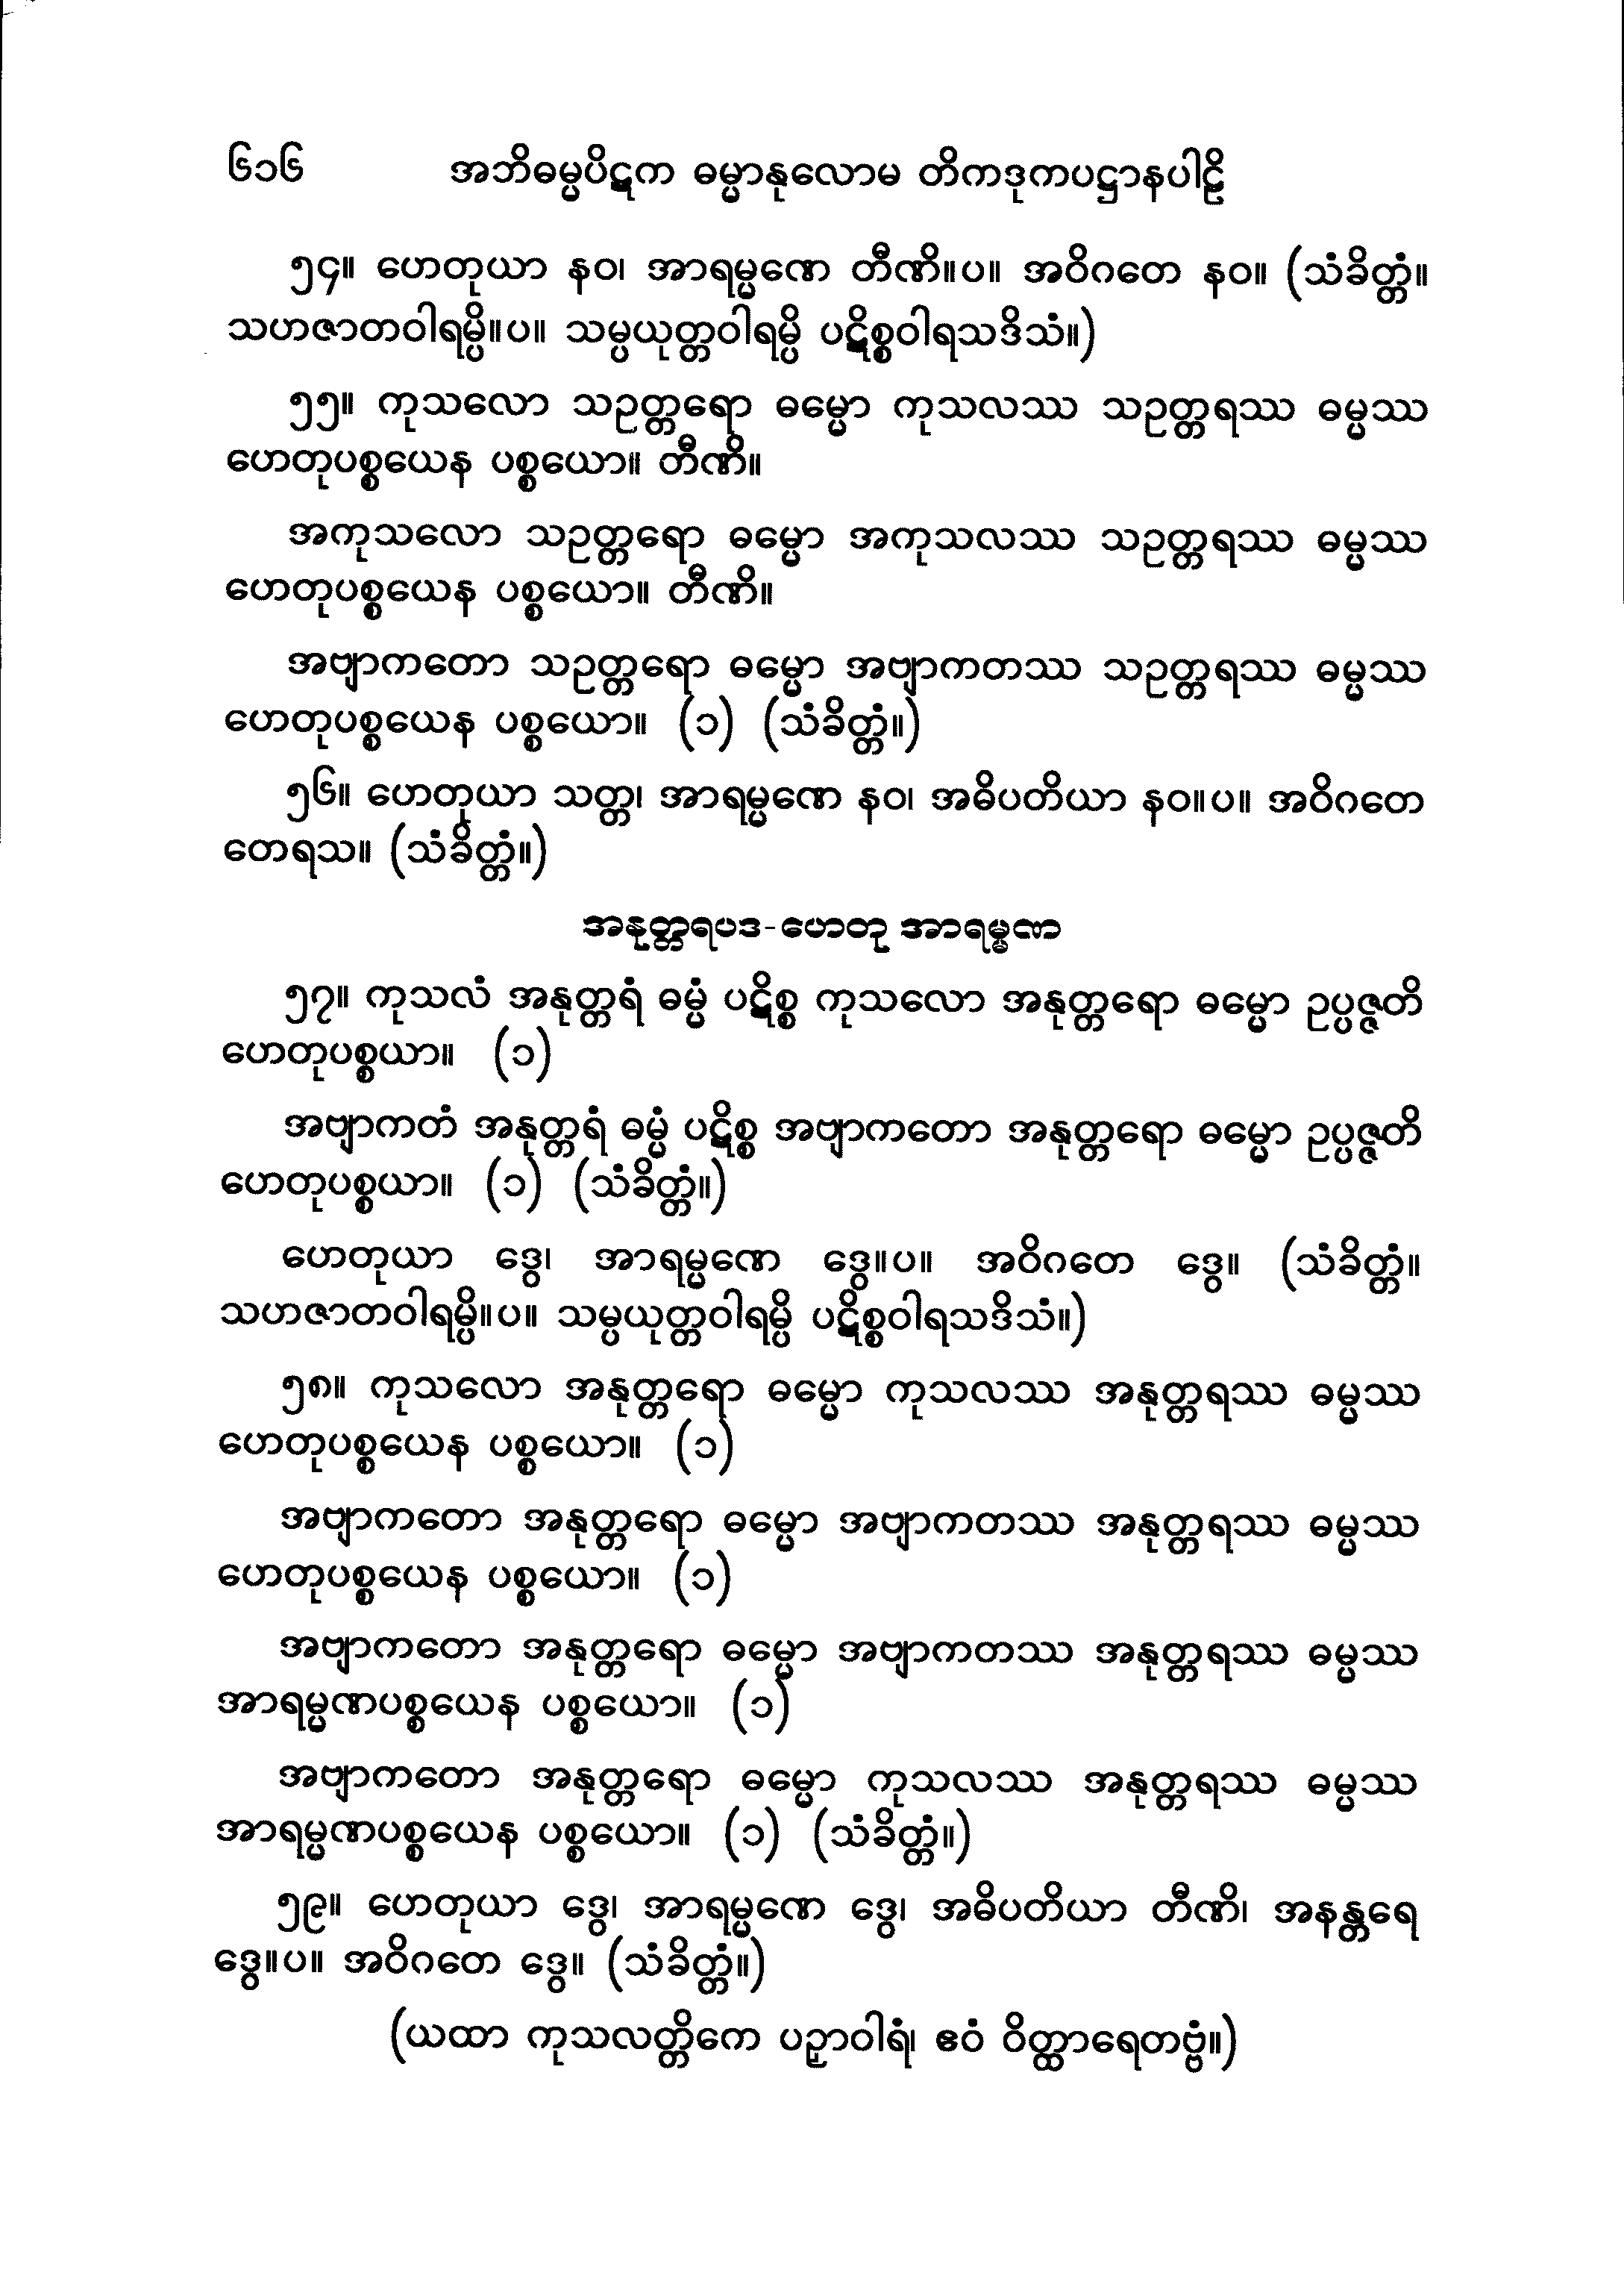 ၆၁၆ အဘိဓမ္မပိဋက ဓမ္မာနုလောမ တိကဒုကပဋ္ဌာနပါဠိ
၅၄။ ဟေတုယာ နဝ၊ အာရမ္မဏေ တီဏိ။ပ။ အဝိဂတေ နဝ။ (သံခိတ္တံ။
သဟဇာတဝါရမ္ပိ။ပ။ သမ္ပယုတ္တဝါရမ္ပိ ပဋိစ္စဝါရသဒိသံ။)
၅၅။ ကုသလော သဉတ္တရော ဓမ္မော ကုသလဿ သဉတ္တရဿ ဓမ္မဿ
ဟေတုပစ္စယေန ပစ္စယော။ တီဏိ။
အကုသလော သဉတ္တရော ဓမ္မော အကုသလဿ သဉတ္တရဿ ဓမ္မဿ
ဟေတုပစ္စယေန ပစ္စယော။ တီဏိ။
အဗျာကတော သဉတ္တရော ဓမ္မော အဗျာကတဿ သဉတ္တရဿ ဓမ္မဿ
ဟေတုပစ္စယေန ပစ္စယော။ (၁) (သံခိတ္တံ။)
၅၆။ ဟေတုယာ သတ္တ၊ အာရမ္မဏေ နဝ၊ အဓိပတိယာ နဝ။ပ။ အဝိဂတေ
တေရသ။ (သံခိတ္တံ။)
အနုတ္တရပဒ-ဟေတု အာရမ္မဏ
၅၇။ ကုသလံ အနုတ္တရံ ဓမ္မံ ပဋိစ္စ ကုသလော အနုတ္တရော ဓမ္မော ဥပ္ပဇ္ဇတိ
ဟေတုပစ္စယာ။ (၁)
အဗျာကတံ အနုတ္တရံ ဓမ္မံ ပဋိစ္စ အဗျာကတော အနုတ္တရော ဓမ္မော ဥပ္ပဇ္ဇတိ
ဟေတုပစ္စယာ။ (၁) (သံခိတ္တံ။)
ဟေတုယာ ဒွေ၊ အာရမ္မဏေ ဒွေ။ပ။ အဝိဂတေ ဒွေ။ (သံခိတ္တံ။
သဟဇာတဝါရမ္ပိ။ပ။ သမ္ပယုတ္တဝါရမ္ပိ ပဋိစ္စဝါရသဒိသံ။)
၅၈။ ကုသလော အနုတ္တရော ဓမ္မော ကုသလဿ အနုတ္တရဿ ဓမ္မဿ
ဟေတုပစ္စယေန ပစ္စယော။ (၁)
အဗျာကတော အနုတ္တရော ဓမ္မော အဗျာကတဿ အနုတ္တရဿ ဓမ္မဿ
ဟေတုပစ္စယေန ပစ္စယော။ (၁)
အဗျာကတော အနုတ္တရော ဓမ္မော အဗျာကတဿ အနုတ္တရဿ ဓမ္မဿ
အာရမ္မဏပစ္စယေန ပစ္စယော။ (၁)
အဗျာကတော အနုတ္တရော ဓမ္မော ကုသလဿ အနုတ္တရဿ ဓမ္မဿ
အာရမ္မဏပစ္စယေန ပစ္စယော။ (၁) (သံခိတ္တံ။)
၅၉။ ဟေတုယာ ဒွေ၊ အာရမ္မဏေ ဒွေ၊ အဓိပတိယာ တီဏိ၊ အနန္တရေ
ဒွေ။ပ။ အဝိဂတေ ဒွေ။ (သံခိတ္တံ။)
(ယထာ ကုသလတ္တိကေ ပဉှာဝါရံ၊ ဧဝံ ဝိတ္ထာရေတဗ္ဗံ။)